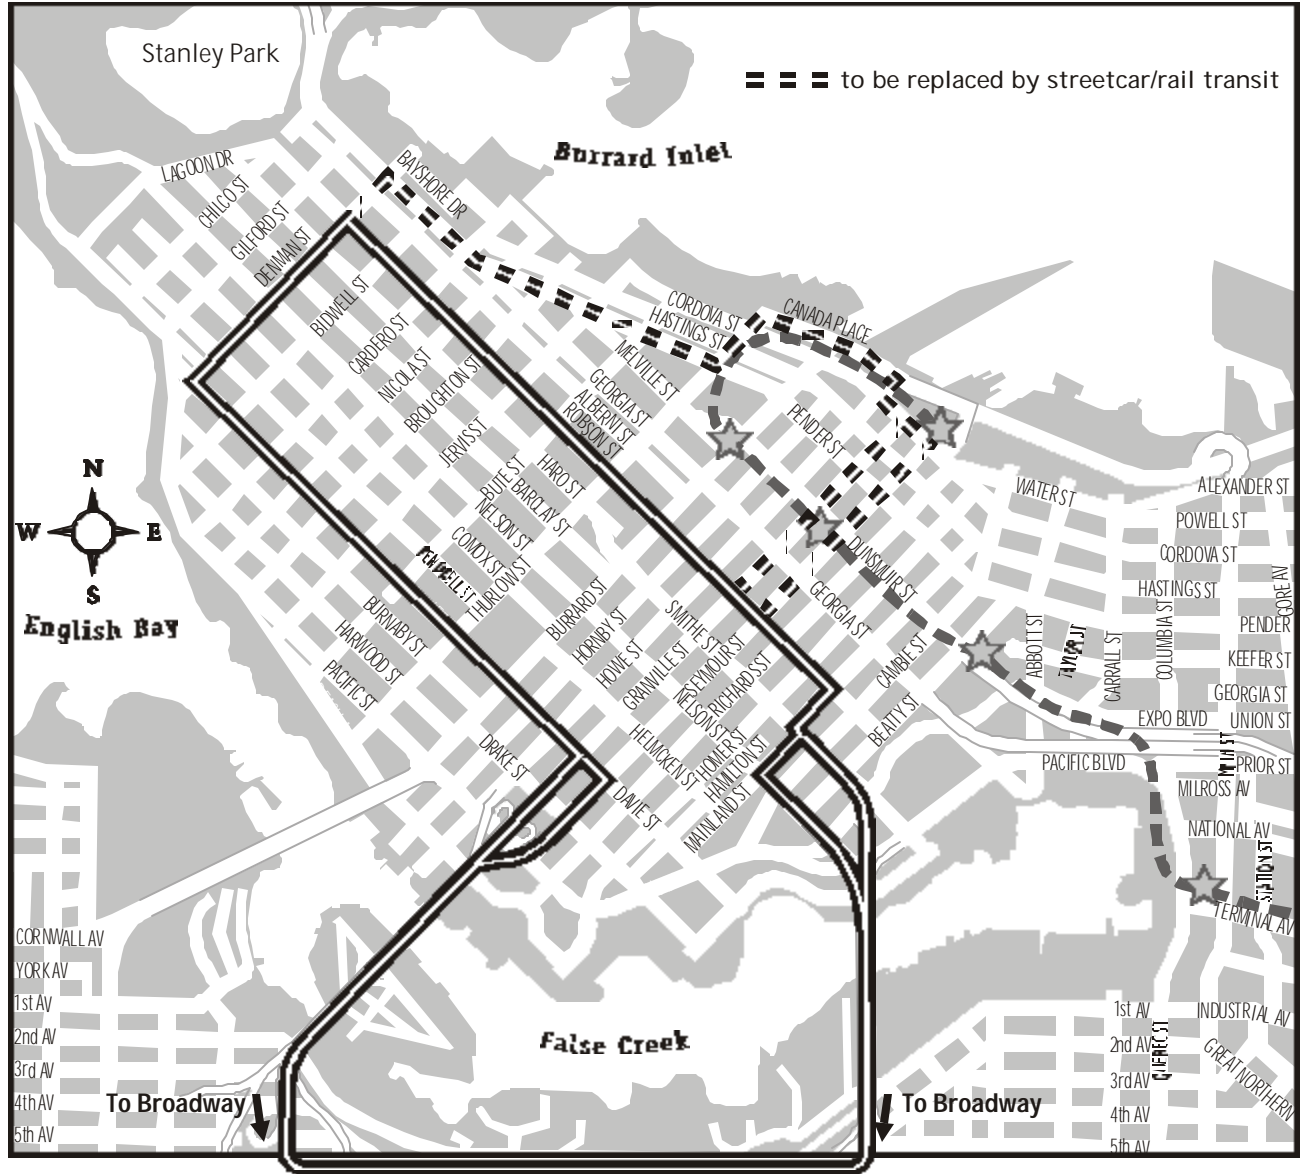 Stanley Park
to be replaced by streetcar/rail transit
Burrard Inlet
LAGOON DR
BAYSHORE DR
CHILCO ST
GILFORD ST
DENMAN ST
BIDWELL ST
CARDERO ST
NICOLA ST
BROUGHTON ST
JERVIS ST
CORDOVA ST
HASTINGS ST
CANADA PLACE
MELVILLE ST
GEORGIA ST
ALBERNI ST
ROBSON ST
PENDER ST
HARO ST
BUTE ST
BARCLAY ST
NELSON ST
COMOX ST
PENDRELL ST
THURLOW ST
N
W
E
S
English Bay
WATER ST
ALEXANDER ST
POWELL ST
CORDOVA ST
HASTINGS ST
GORE AV
PENDER
KEEFER ST
GEORGIA ST
UNION ST
EXPO BLVD
PRIOR ST
PACIFIC BLVD
MAIN ST
MILROSS AV
NATIONAL AV
STATION ST
TERMINAL AV
DUNSMUIR ST
GEORGIA ST
CAMBIE ST
BEATTY ST
ABBOTT ST
TAYLOR ST
CARRALL ST
COLUMBIA ST
BURNABY ST
HARWOOD ST
PACIFIC ST
BURRARD ST
HORNBY ST
HOWE ST
GRANVILLE ST
SMITHE ST
SEYMOUR ST
RICHARDS ST
NELSON ST
HOMER ST
HAMILTON ST
MAINLAND ST
HELMCKEN ST
DRAKE ST
DAVIE ST
CORNWALL AV
YORK AV
1st AV
2nd AV
3rd AV
4th AV
5th AV
False Creek
To Broadway
To Broadway
1st AV
2nd AV
3rd AV
4th AV
5th AV
QUEBEC ST
INDUSTRIAL AV
GREAT NORTHERN